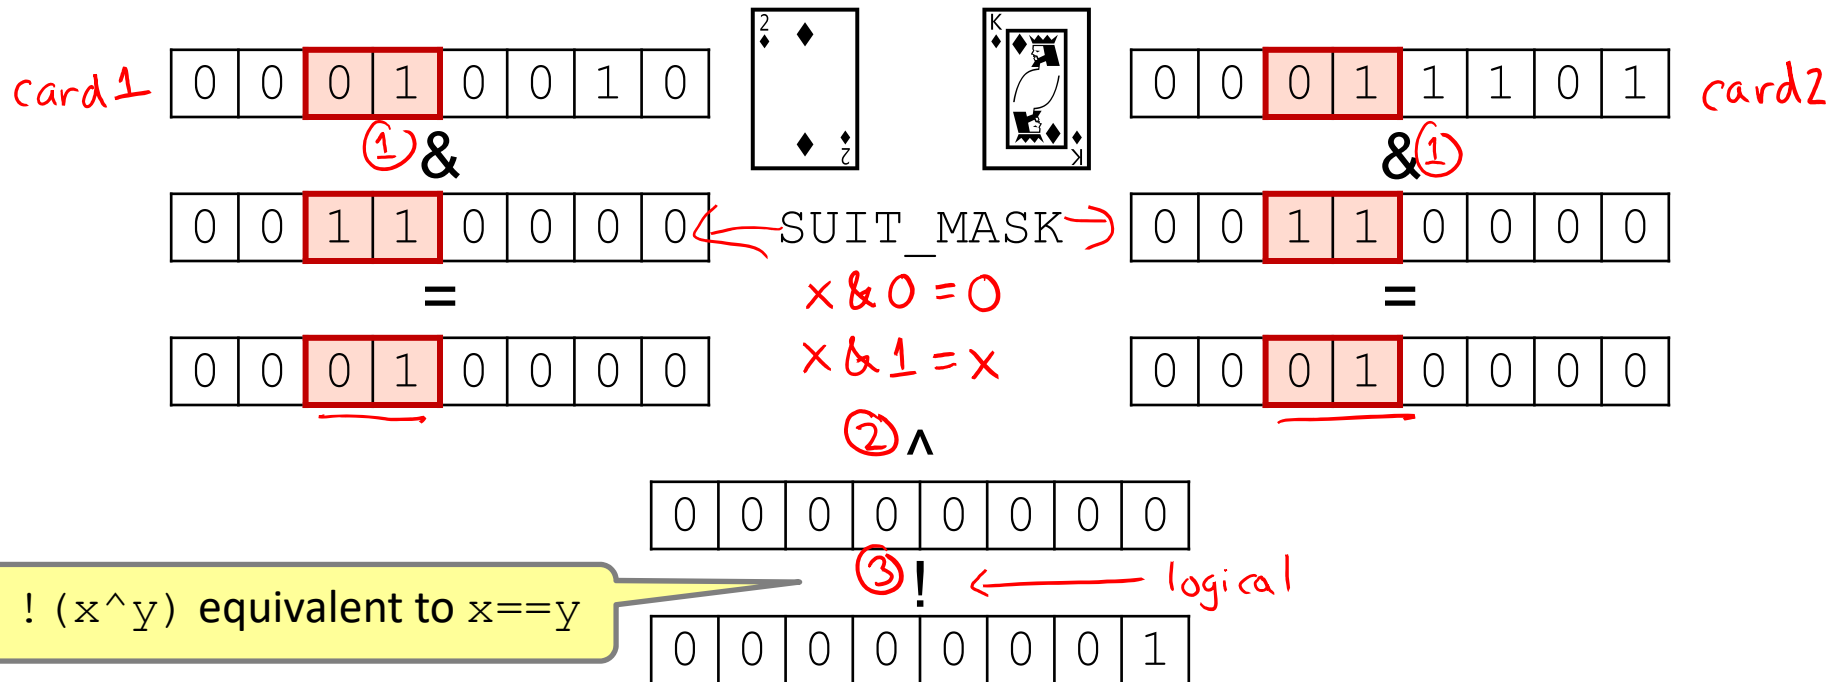 2 K
card1 0 0 0 1 0 0 1 0 0 0 0 1 1 1 0 1 card2
① & & ①
2 K
0 0 1 1 0 0 0 0 SUIT_MASK 0 0 1 1 0 0 0 0
= x & 0 = 0 =
0 0 0 1 0 0 0 0 x & 1 = x 0 0 0 1 0 0 0 0
② ^
0 0 0 0 0 0 0 0
③ ! logical
! (x^y) equivalent to x==y
0 0 0 0 0 0 0 1